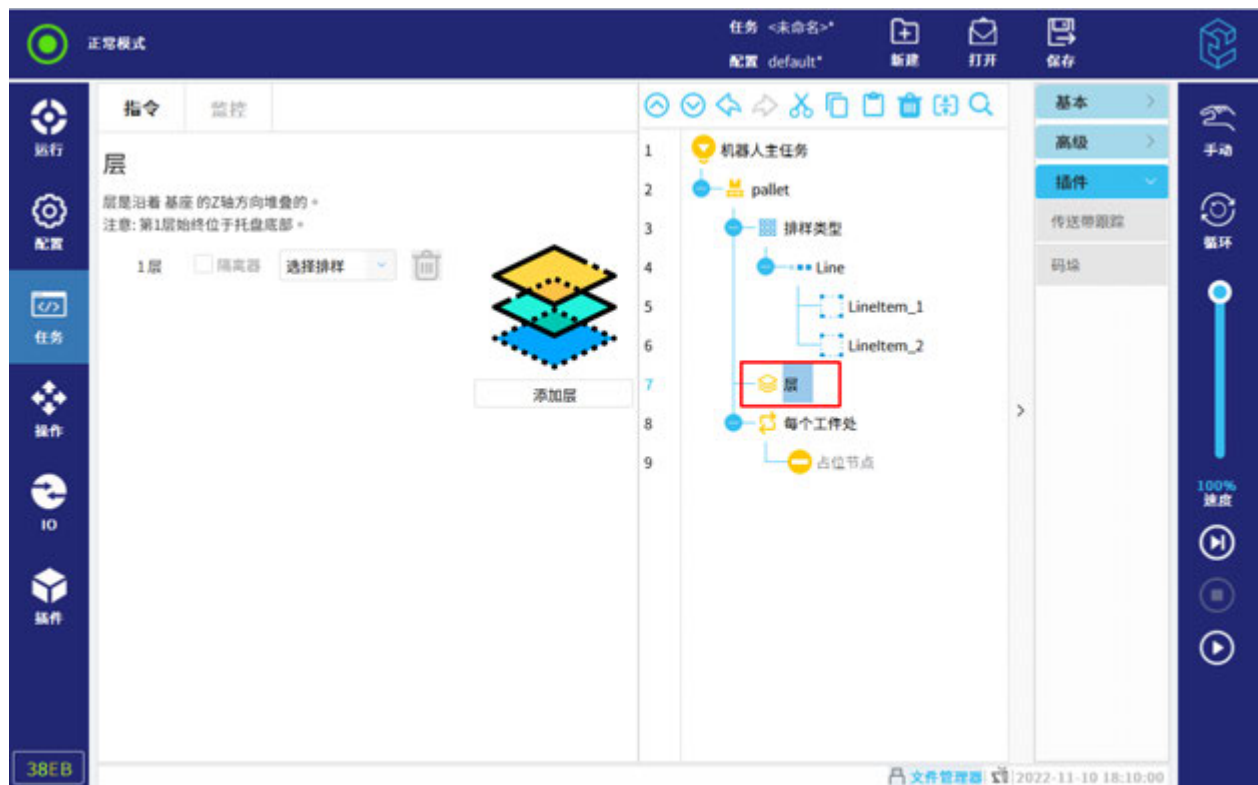 正常模式
任务 <未命名>*
配置 default*
新建
打开
保存
运行
配置
任务
操作
IO
插件
38EB
指令
监控
层
层是沿着 基座 的Z轴方向堆叠的。
注意: 第1层始终位于托盘底部。
1 层
隔离器
选择排样
添加层
1 机器人主任务
2 pallet
3 排样类型
4 Line
5 LineItem_1
6 LineItem_2
7 层
8 每个工件处
9 占位节点
基本
高级
插件
传送带跟踪
码垛
手动
循环
100%
速度
文件管理器
2022-11-10 18:10:00